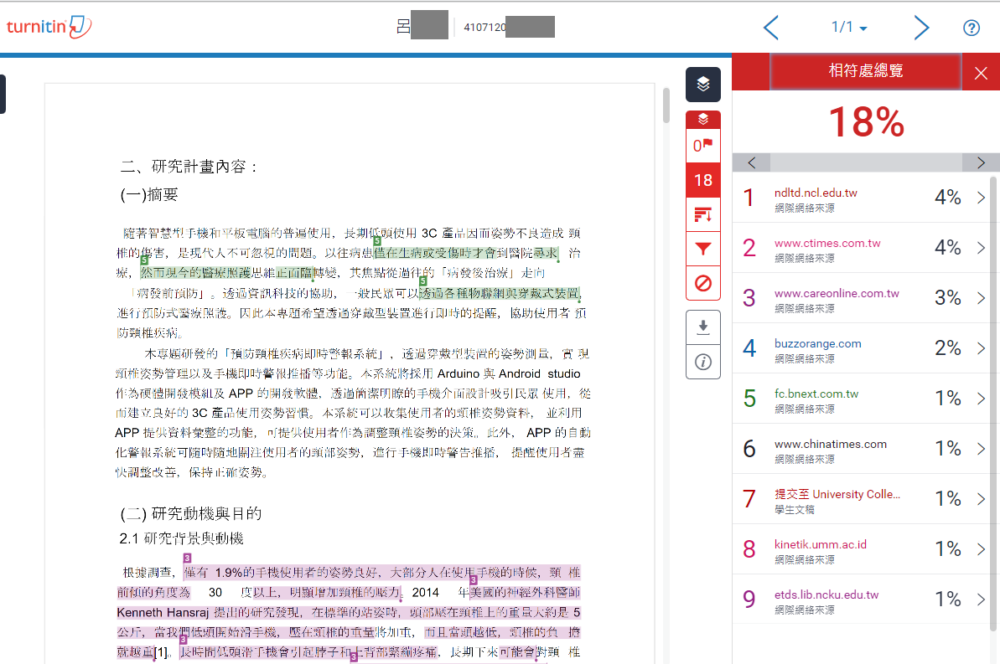 turnitin
呂
4107120
1/1
相符處總覽
18%
0
18
1 ndltd.ncl.edu.tw 4%
網際網絡來源
2 www.ctimes.com.tw 4%
網際網絡來源
3 www.careonline.com.tw 3%
網際網絡來源
4 buzzorange.com 2%
網際網絡來源
5 fc.bnext.com.tw 1%
網際網絡來源
6 www.chinatimes.com 1%
網際網絡來源
7 提交至 University Colle... 1%
學生文稿
8 kinetik.umm.ac.id 1%
網際網絡來源
9 etds.lib.ncku.edu.tw 1%
網際網絡來源
二、研究計畫內容：
(一)摘要
隨著智慧型手機和平板電腦的普遍使用，長期低頭使用 3C 產品因而姿勢不良造成 頸
5
椎的傷害，是現代人不可忽視的問題。以往病患僅在生病或受傷時才會到醫院尋求 治
5
療，然而現今的醫療照護思維正面臨轉變，其焦點從過往的「病發後治療」走向
5
「病發前預防」。透過資訊科技的協助，一般民眾可以透過各種物聯網與穿戴式裝置，
進行預防式醫療照護。因此本專題希望透過穿戴型裝置進行即時的提醒，協助使用者 預
防頸椎疾病。
本專題研發的「預防頸椎疾病即時警報系統」，透過穿戴型裝置的姿勢測量，實 現
頸椎姿勢管理以及手機即時警報推播等功能。本系統將採用 Arduino 與 Android studio
作為硬體開發模組及 APP 的開發軟體，透過簡潔明瞭的手機介面設計吸引民眾 使用，從
而建立良好的 3C 產品使用姿勢習慣。本系統可以收集使用者的頸椎姿勢資料， 並利用
APP 提供資料彙整的功能，可提供使用者作為調整頸椎姿勢的決策。此外， APP 的自動
化警報系統可隨時隨地關注使用者的頸部姿勢，進行手機即時警告推播， 提醒使用者盡
快調整改善，保持正確姿勢。
(二) 研究動機與目的
2.1 研究背景與動機
3
根據調查，僅有 1.9%的手機使用者的姿勢良好，大部分人在使用手機的時候，頸 椎
3
前傾的角度為 30 度以上，明顯增加頸椎的壓力。2014 年美國的神經外科醫師
Kenneth Hansraj 提出的研究發現，在標準的站姿時，頭部壓在頸椎上的重量大約是 5
公斤，當我們低頭開始滑手機，壓在頸椎的重量將加重，而且當頭越低，頸椎的負 擔
3
就越重[1]。長時間低頭滑手機會引起脖子和上背部緊繃疼痛，長期下來可能會對頸 椎
3